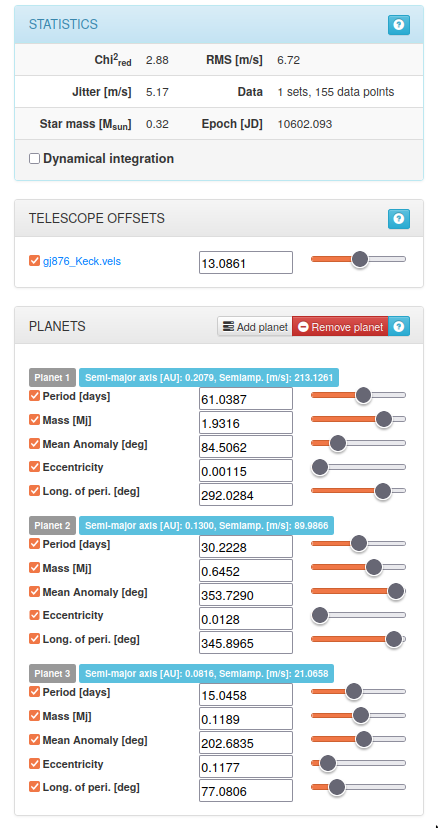 STATISTICS ?
Chi²red 2.88 RMS [m/s] 6.72
Jitter [m/s] 5.17 Data 1 sets, 155 data points
Star mass [Msun] 0.32 Epoch [JD] 10602.093
Dynamical integration
TELESCOPE OFFSETS ?
gj876_Keck.vels 13.0861
PLANETS Add planet Remove planet ?
Planet 1 Semi-major axis [AU]: 0.2079, Semiamp. [m/s]: 213.1261
Period [days] 61.0387
Mass [Mj] 1.9316
Mean Anomaly [deg] 84.5062
Eccentricity 0.00115
Long. of peri. [deg] 292.0284
Planet 2 Semi-major axis [AU]: 0.1300, Semiamp. [m/s]: 89.9866
Period [days] 30.2228
Mass [Mj] 0.6452
Mean Anomaly [deg] 353.7290
Eccentricity 0.0128
Long. of peri. [deg] 345.8965
Planet 3 Semi-major axis [AU]: 0.0816, Semiamp. [m/s]: 21.0658
Period [days] 15.0458
Mass [Mj] 0.1189
Mean Anomaly [deg] 202.6835
Eccentricity 0.1177
Long. of peri. [deg] 77.0806